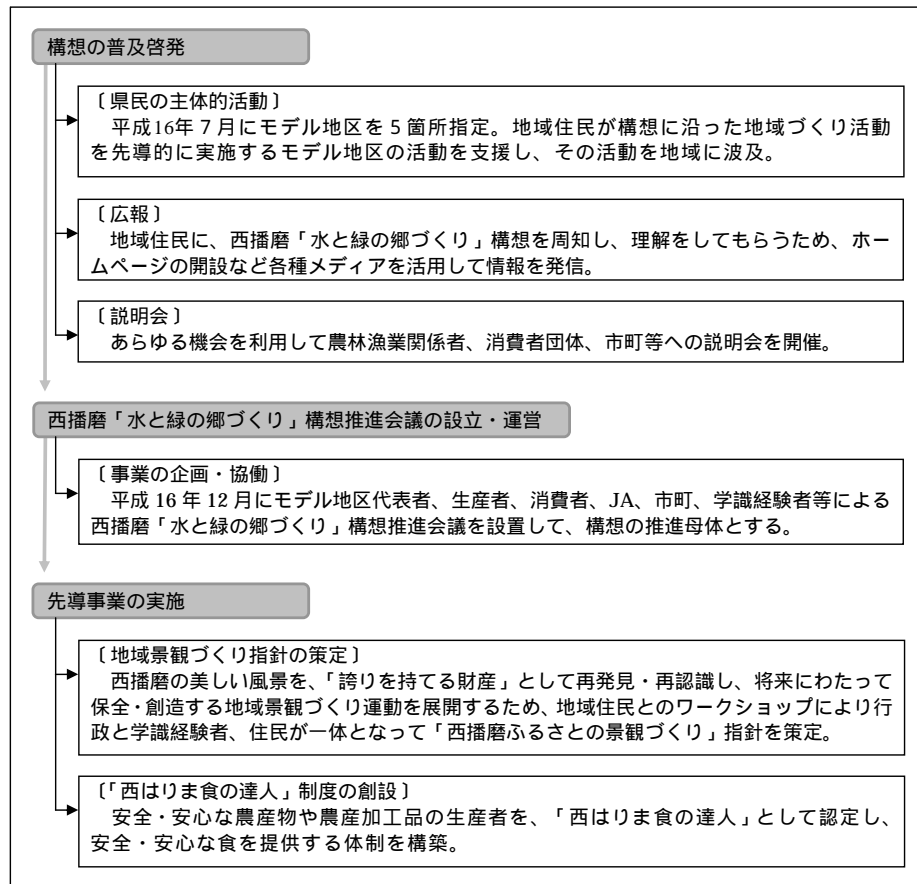 構想の普及啓発
〔県民の主体的活動〕
平成16年７月にモデル地区を５箇所指定。地域住民が構想に沿った地域づくり活動
を先導的に実施するモデル地区の活動を支援し、その活動を地域に波及。
〔広報〕
地域住民に、西播磨「水と緑の郷づくり」構想を周知し、理解をしてもらうため、ホー
ムページの開設など各種メディアを活用して情報を発信。
〔説明会〕
あらゆる機会を利用して農林漁業関係者、消費者団体、市町等への説明会を開催。
西播磨「水と緑の郷づくり」構想推進会議の設立・運営
〔事業の企画・協働〕
平成 16 年 12 月にモデル地区代表者、生産者、消費者、JA、市町、学識経験者等による
西播磨「水と緑の郷づくり」構想推進会議を設置して、構想の推進母体とする。
先導事業の実施
〔地域景観づくり指針の策定〕
西播磨の美しい風景を、「誇りを持てる財産」として再発見・再認識し、将来にわたって
保全・創造する地域景観づくり運動を展開するため、地域住民とのワークショップにより行
政と学識経験者、住民が一体となって「西播磨ふるさとの景観づくり」指針を策定。
〔「西はりま食の達人」制度の創設〕
安全・安心な農産物や農産加工品の生産者を、「西はりま食の達人」として認定し、
安全・安心な食を提供する体制を構築。